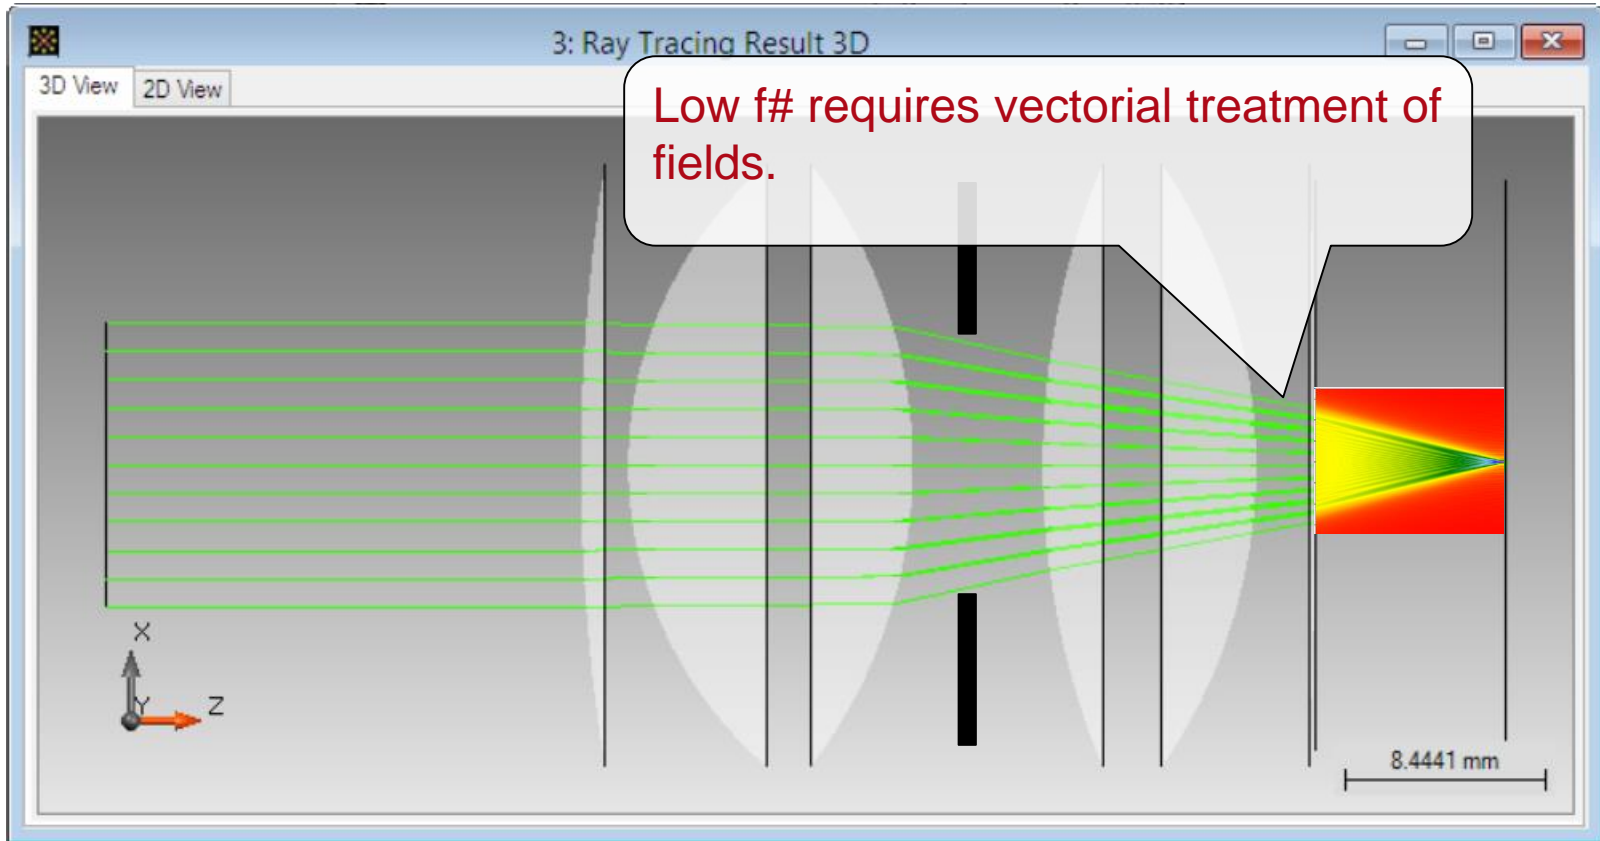 3: Ray Tracing Result 3D
3D View
2D View
Low f# requires vectorial treatment of
fields.
X
Y
Z
8.4441 mm